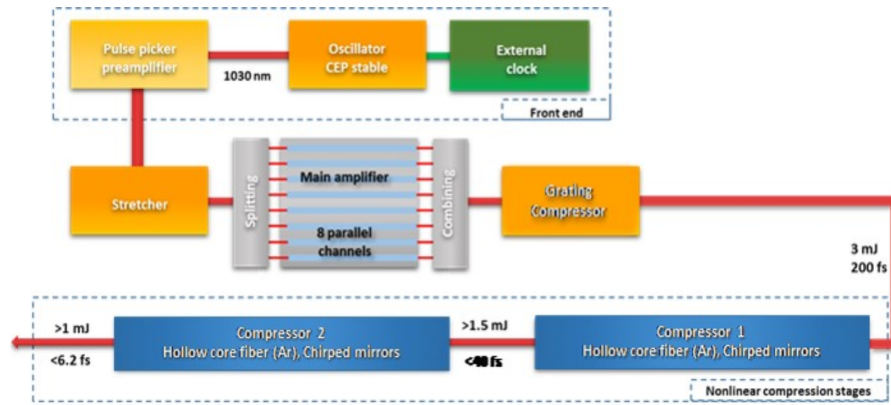 Pulse picker
preamplifier
1030 nm
Oscillator
CEP stable
External
clock
Front end
Stretcher
Splitting
Main amplifier
8 parallel
channels
Combining
Grating
Compressor
3 mJ
200 fs
>1 mJ
<6.2 fs
Compressor 2
Hollow core fiber (Ar), Chirped mirrors
>1.5 mJ
<40 fs
Compressor 1
Hollow core fiber (Ar), Chirped mirrors
Nonlinear compression stages